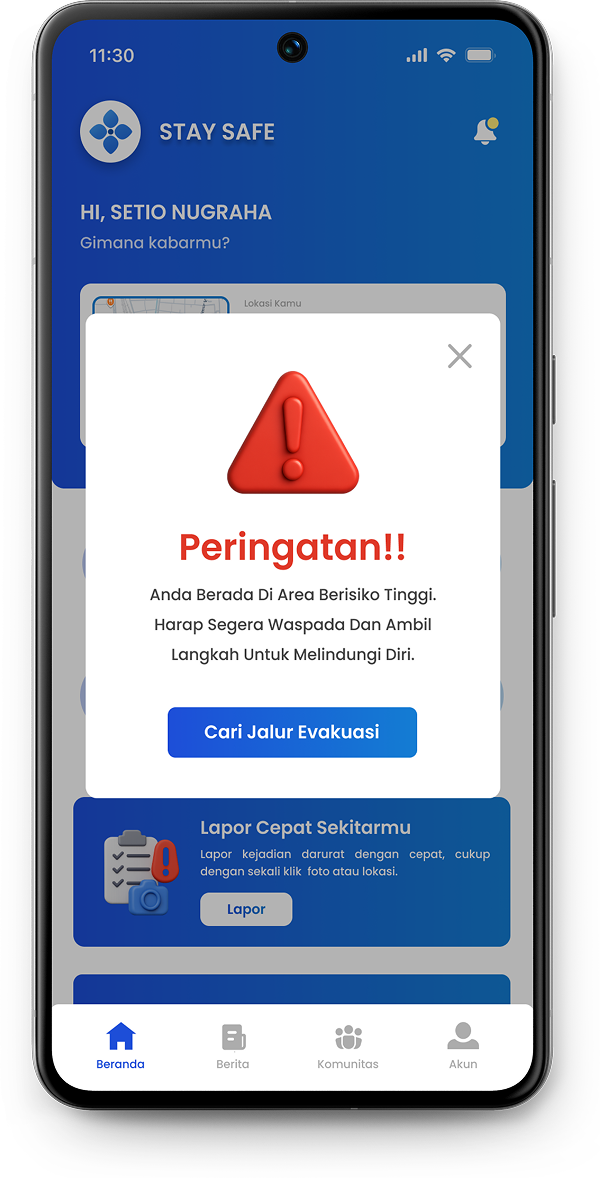 11:30
STAY SAFE
HI, SETIO NUGRAHA
Gimana kabarmu?
Lokasi Kamu
Peringatan!!
Anda Berada Di Area Berisiko Tinggi.
Harap Segera Waspada Dan Ambil
Langkah Untuk Melindungi Diri.
Cari Jalur Evakuasi
Lapor Cepat Sekitarmu
Lapor kejadian darurat dengan cepat, cukup
dengan sekali klik foto atau lokasi.
Lapor
Beranda
Berita
Komunitas
Akun